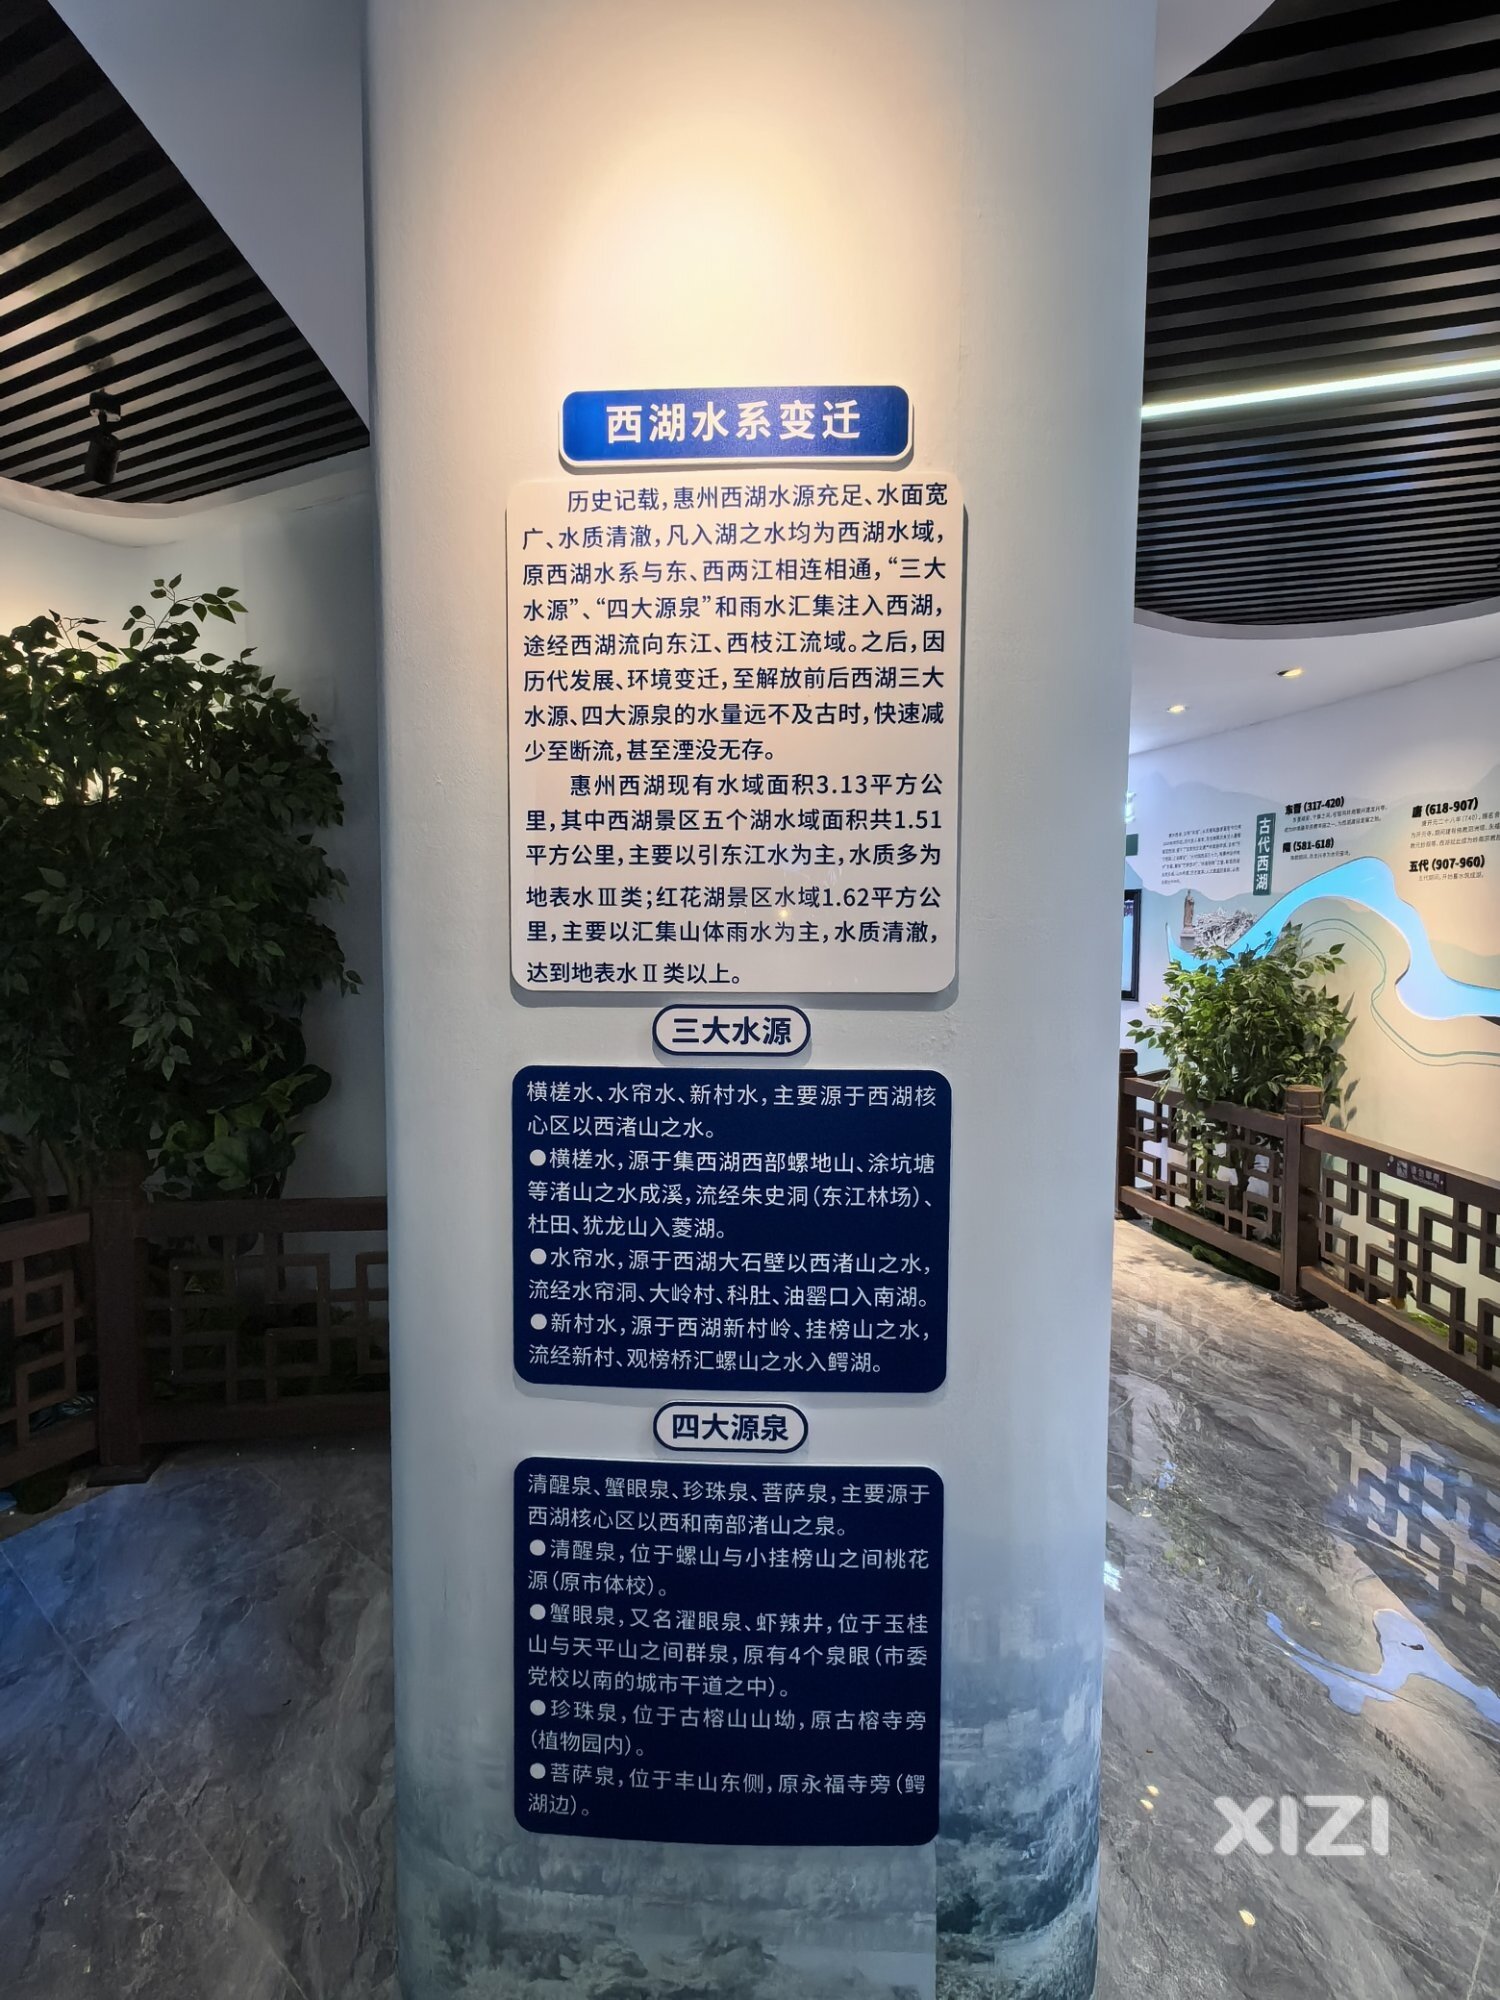 西湖水系变迁
历史记载，惠州西湖水源充足、水面宽
广、水质清澈，凡入湖之水均为西湖水域，
原西湖水系与东、西两江相连相通，“三大
水源”、“四大源泉”和雨水汇集注入西湖，
途经西湖流向东江、西枝江流域。之后，因
历代发展、环境变迁，至解放前后西湖三大
水源、四大源泉的水量远不及古时，快速减
少至断流，甚至湮没无存。
惠州西湖现有水域面积3.13平方公
里，其中西湖景区五个湖水域面积共1.51
平方公里，主要以引东江水为主，水质多为
地表水Ⅲ类；红花湖景区水域1.62平方公
里，主要以汇集山体雨水为主，水质清澈，
达到地表水Ⅱ类以上。
三大水源
横槎水、水帘水、新村水，主要源于西湖核
心区以西渚山之水。
●横槎水，源于集西湖西部螺地山、涂坑塘
等渚山之水成溪，流经朱史洞（东江林场）、
杜田、犹龙山入菱湖。
●水帘水，源于西湖大石壁以西渚山之水，
流经水帘洞、大岭村、科肚、油罂口入南湖。
●新村水，源于西湖新村岭、挂榜山之水，
流经新村、观榜桥汇螺山之水入鳄湖。
四大源泉
清醒泉、蟹眼泉、珍珠泉、菩萨泉，主要源于
西湖核心区以西和南部渚山之泉。
●清醒泉，位于螺山与小挂榜山之间桃花
源（原市体校）。
●蟹眼泉，又名濯眼泉、虾辣井，位于玉桂
山与天平山之间群泉，原有4个泉眼（市委
党校以南的城市干道之中）。
●珍珠泉，位于古榕山山坳，原古榕寺旁
（植物园内）。
●菩萨泉，位于丰山东侧，原永福寺旁（鳄
湖边）。
古代西湖
东晋（317-420）
隋（581-618）
唐（618-907）
五代（907-960）
XIZI